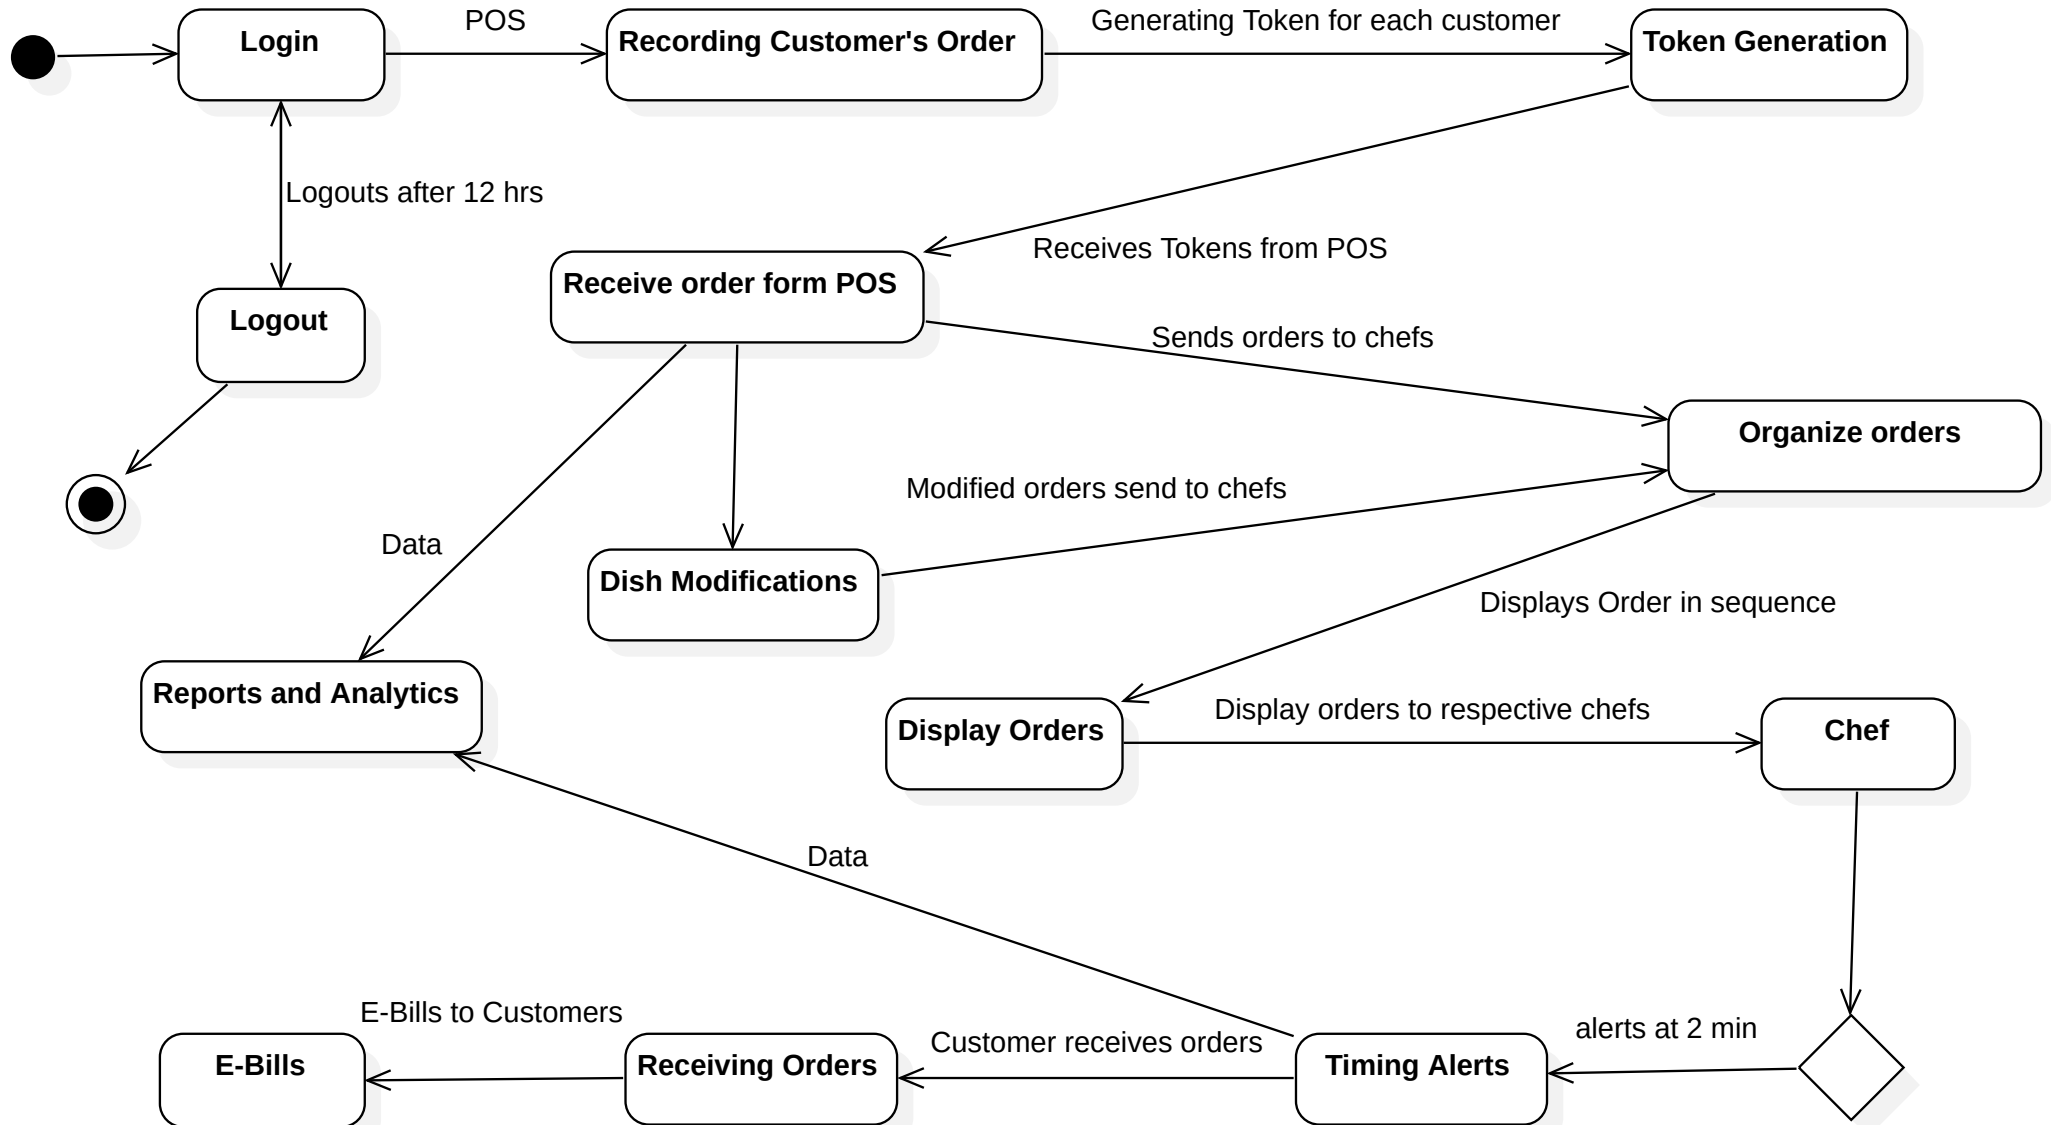 POS
Generating Token for each customer
Login
Recording Customer's Order
Token Generation
Logouts after 12 hrs
Receives Tokens from POS
Receive order form POS
Logout
Sends orders to chefs
Organize orders
Modified orders send to chefs
Data
Dish Modifications
Displays Order in sequence
Reports and Analytics
Display orders to respective chefs
Display Orders
Chef
Data
E-Bills to Customers
alerts at 2 min
Customer receives orders
E-Bills
Receiving Orders
Timing Alerts